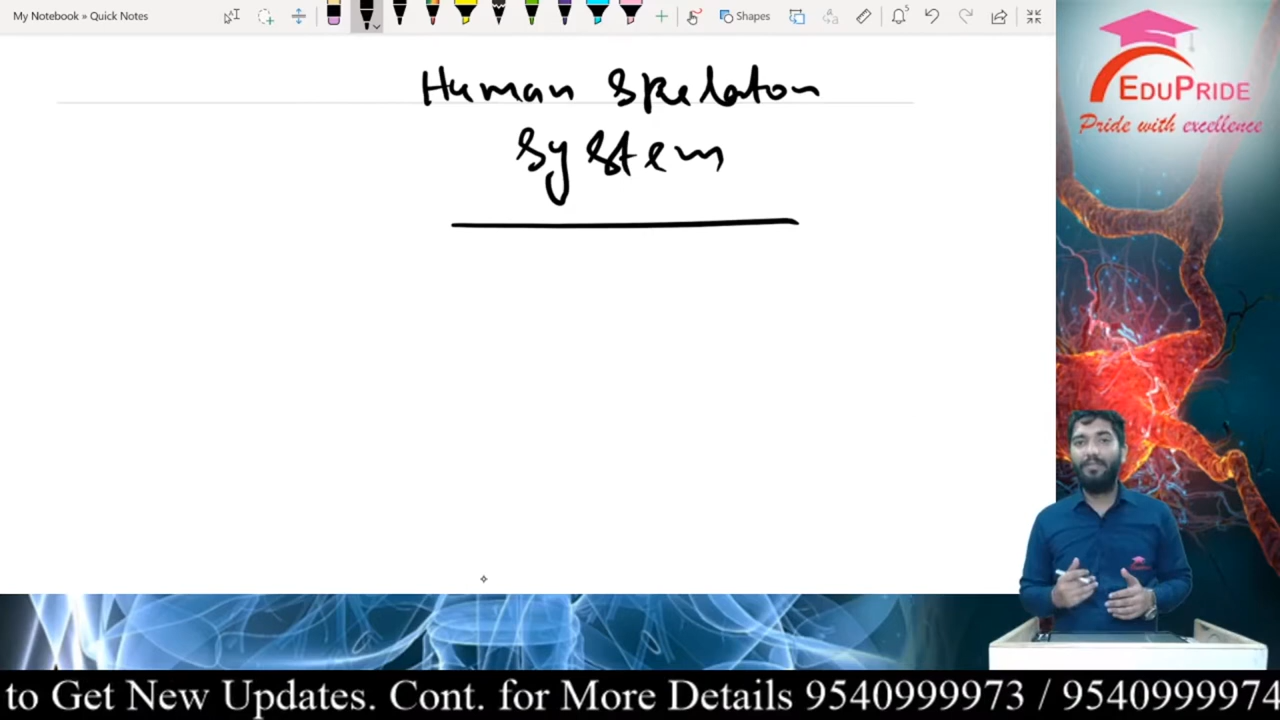 My Notebook » Quick Notes
Shapes
Human Skelaton
System
EDUPRIDE
Pride with excellence
to Get New Updates. Cont. for More Details 9540999973 / 9540999974